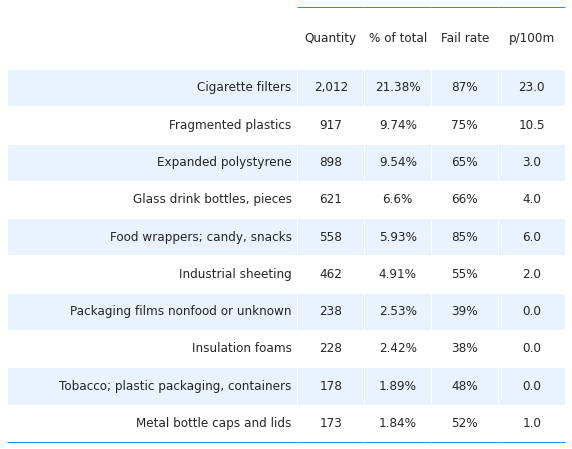 Quantity % of total Fail rate p/100m
Cigarette filters 2,012 21.38% 87% 23.0
Fragmented plastics 917 9.74% 75% 10.5
Expanded polystyrene 898 9.54% 65% 3.0
Glass drink bottles, pieces 621 6.6% 66% 4.0
Food wrappers; candy, snacks 558 5.93% 85% 6.0
Industrial sheeting 462 4.91% 55% 2.0
Packaging films nonfood or unknown 238 2.53% 39% 0.0
Insulation foams 228 2.42% 38% 0.0
Tobacco; plastic packaging, containers 178 1.89% 48% 0.0
Metal bottle caps and lids 173 1.84% 52% 1.0